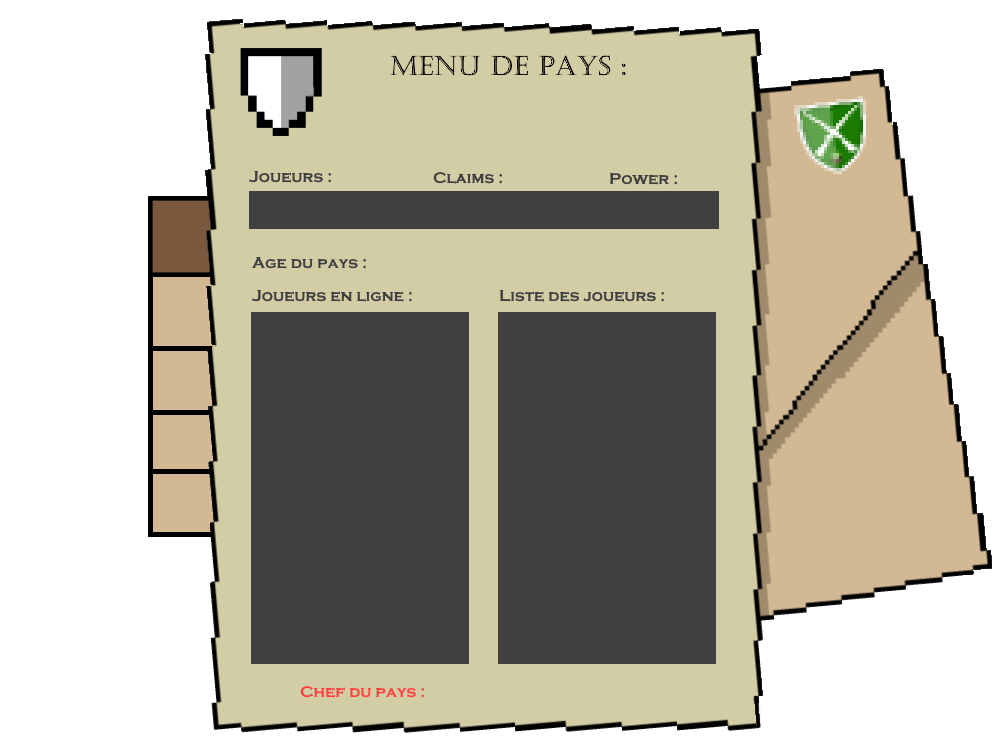 Menu de pays :
Joueurs :
Claims :
Power :
Age du pays :
Joueurs en ligne :
Liste des joueurs :
Chef du pays :